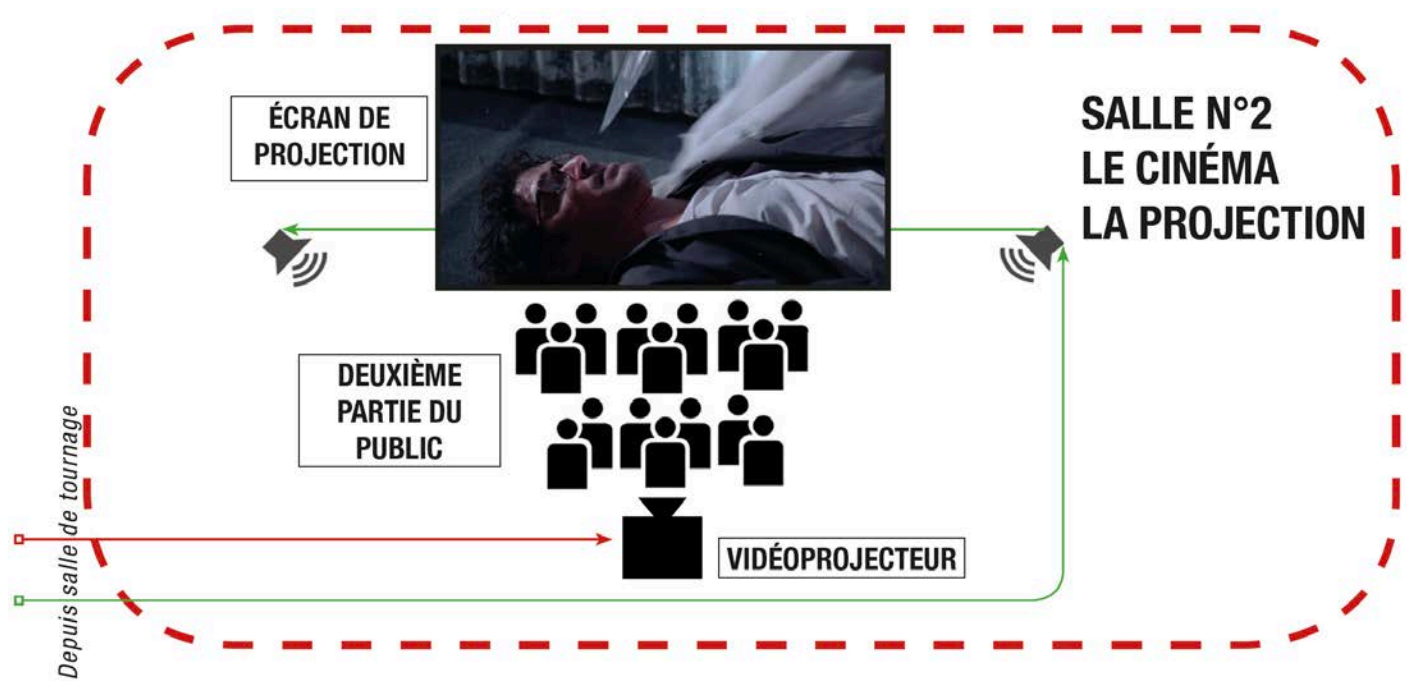 ÉCRAN DE
PROJECTION
SALLE N°2
LE CINÉMA
LA PROJECTION
DEUXIÈME
PARTIE DU
PUBLIC
VIDÉOPROJECTEUR
Depuis salle de tournage